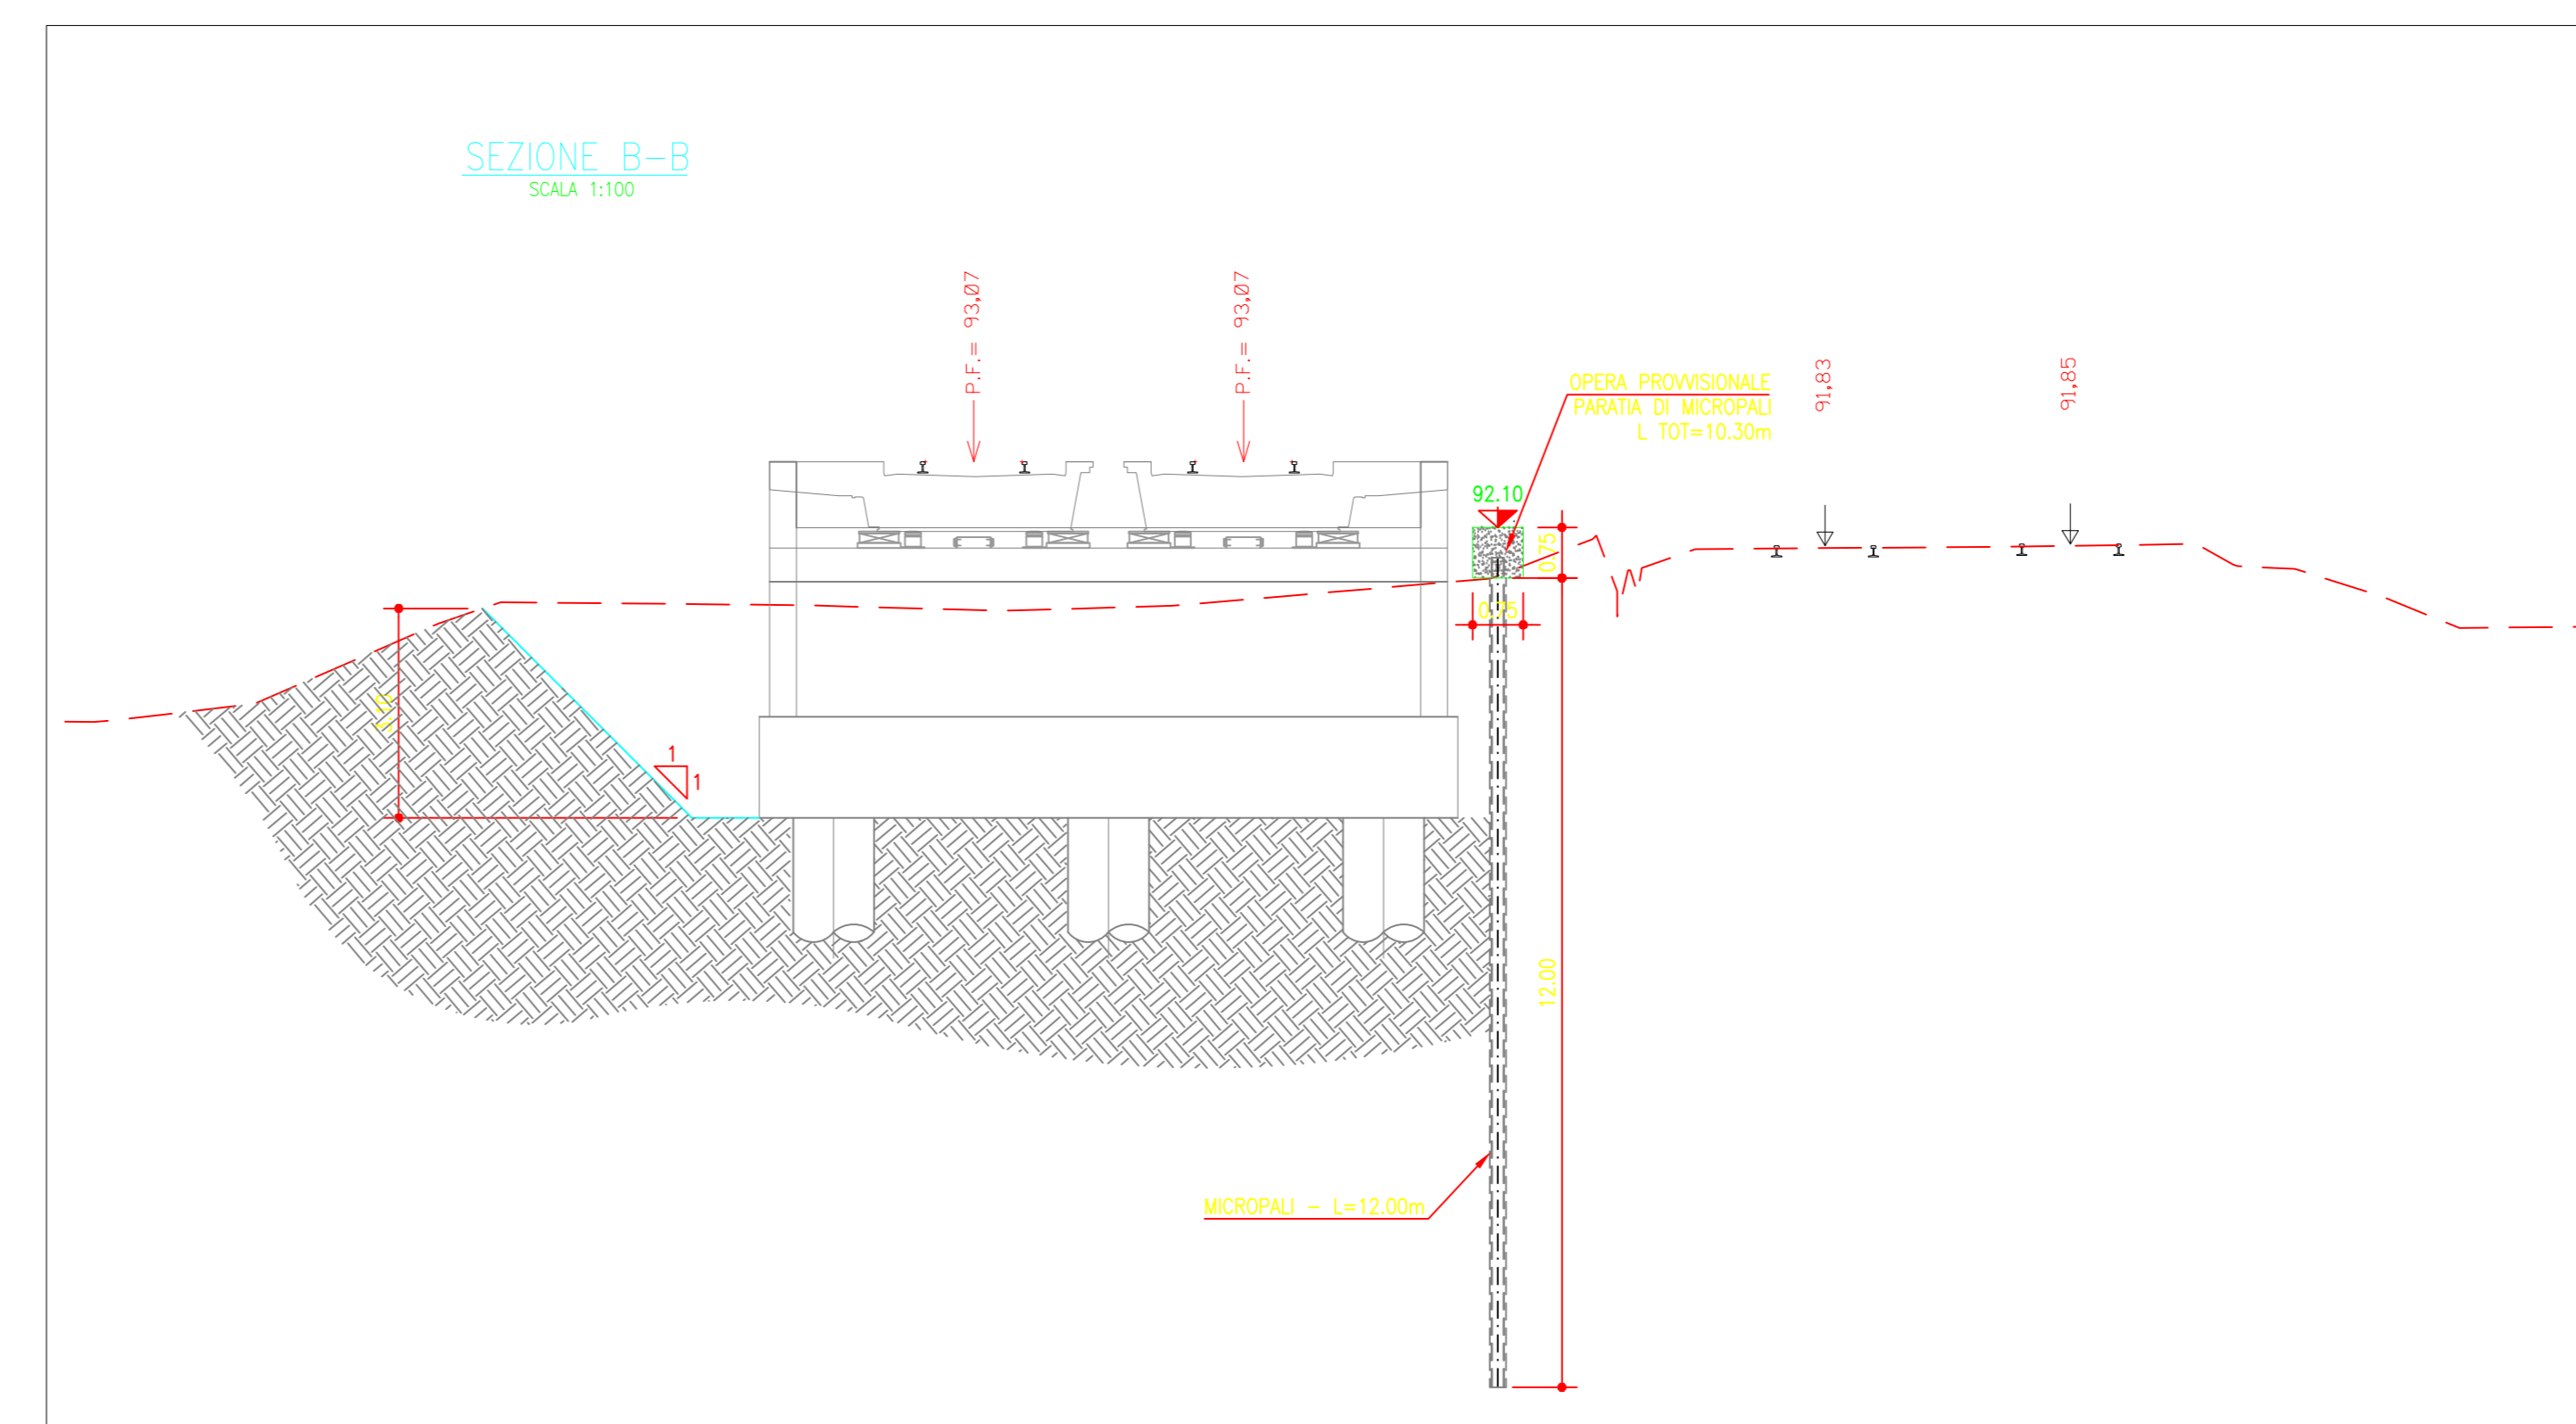 SEZIONE B-B
SCALA 1:100
P.F.= 93,07
P.F.= 93,07
OPERA PROVVISIONALE
PARATIA DI MICROPALI
L TOT=10.30m
91,83
91,85
92.10
0.75
0.75
1
1
12.00
MICROPALI - L=12.00m